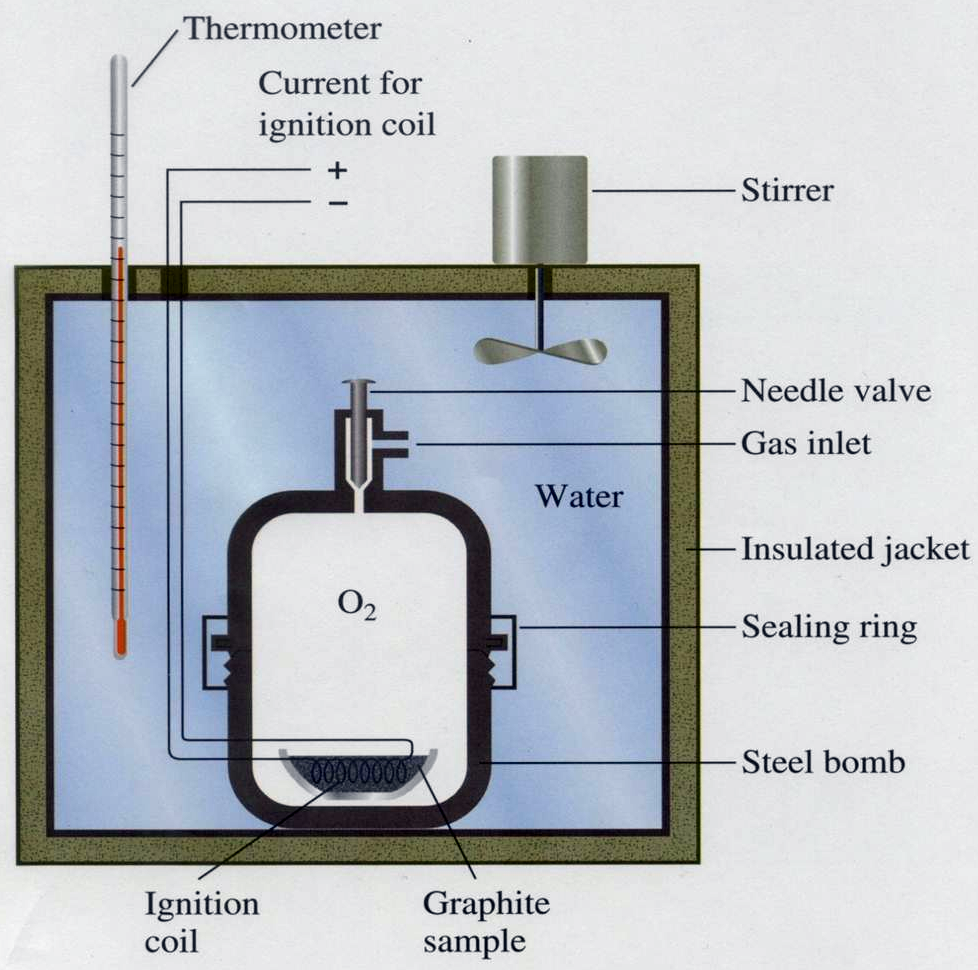 Thermometer
Current for
ignition coil
+
−
Stirrer
Needle valve
Gas inlet
Water
Insulated jacket
O₂
Sealing ring
Steel bomb
Ignition
coil
Graphite
sample